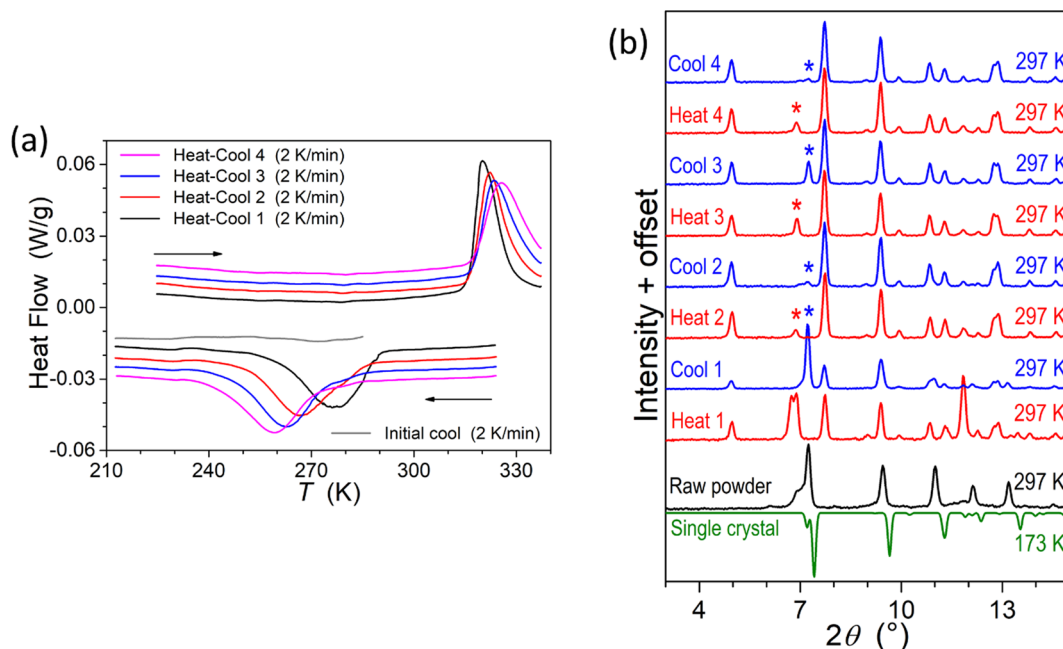 (a)
Heat-Cool 4 (2 K/min)
Heat-Cool 3 (2 K/min)
Heat-Cool 2 (2 K/min)
Heat-Cool 1 (2 K/min)
Initial cool (2 K/min)
Heat Flow (W/g)
0.06
0.03
0.00
-0.03
-0.06
210
240
270
300
330
T (K)
(b)
Cool 4
*
297 K
Heat 4
*
297 K
Cool 3
*
297 K
Heat 3
*
297 K
Cool 2
*
297 K
Heat 2
* *
297 K
Cool 1
297 K
Heat 1
297 K
Raw powder
297 K
Single crystal
173 K
Intensity + offset
4
7
10
13
2θ (°)